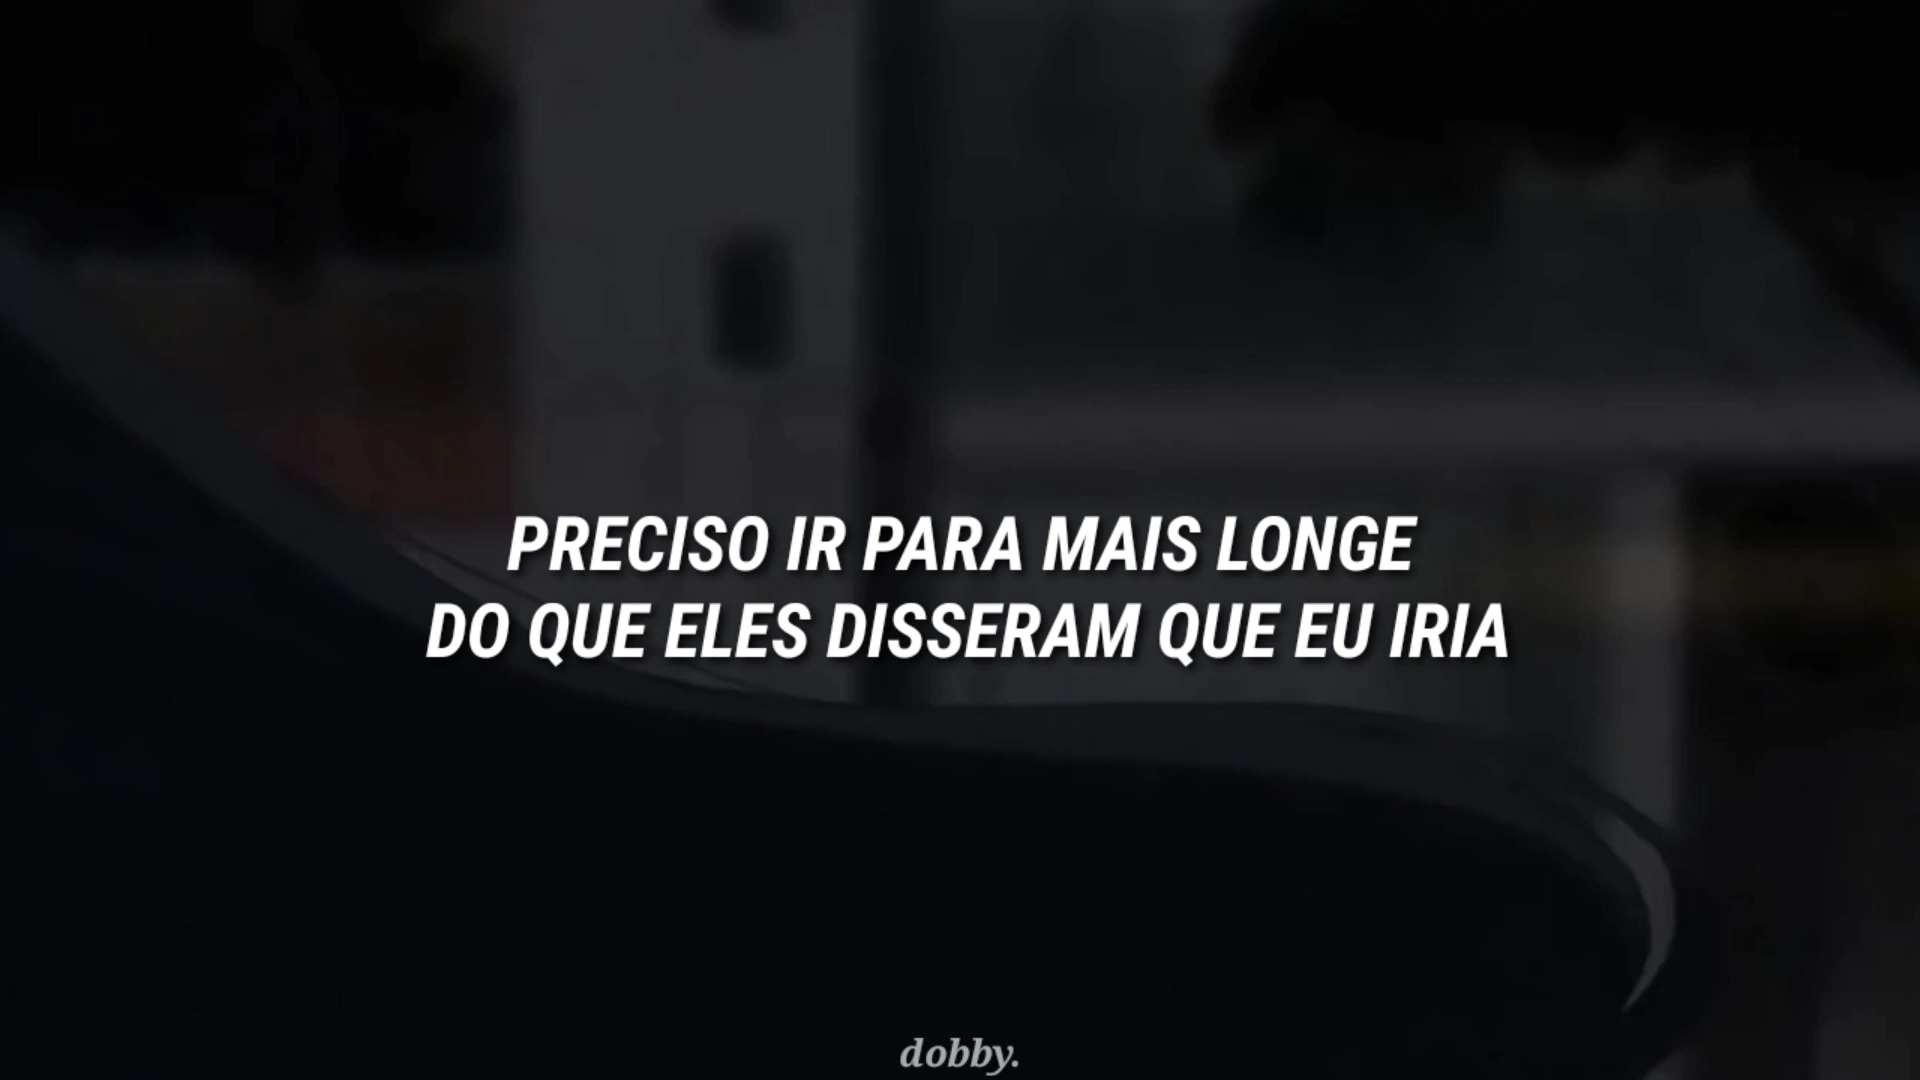 PRECISO IR PARA MAIS LONGE
DO QUE ELES DISSERAM QUE EU IRIA
dobby.